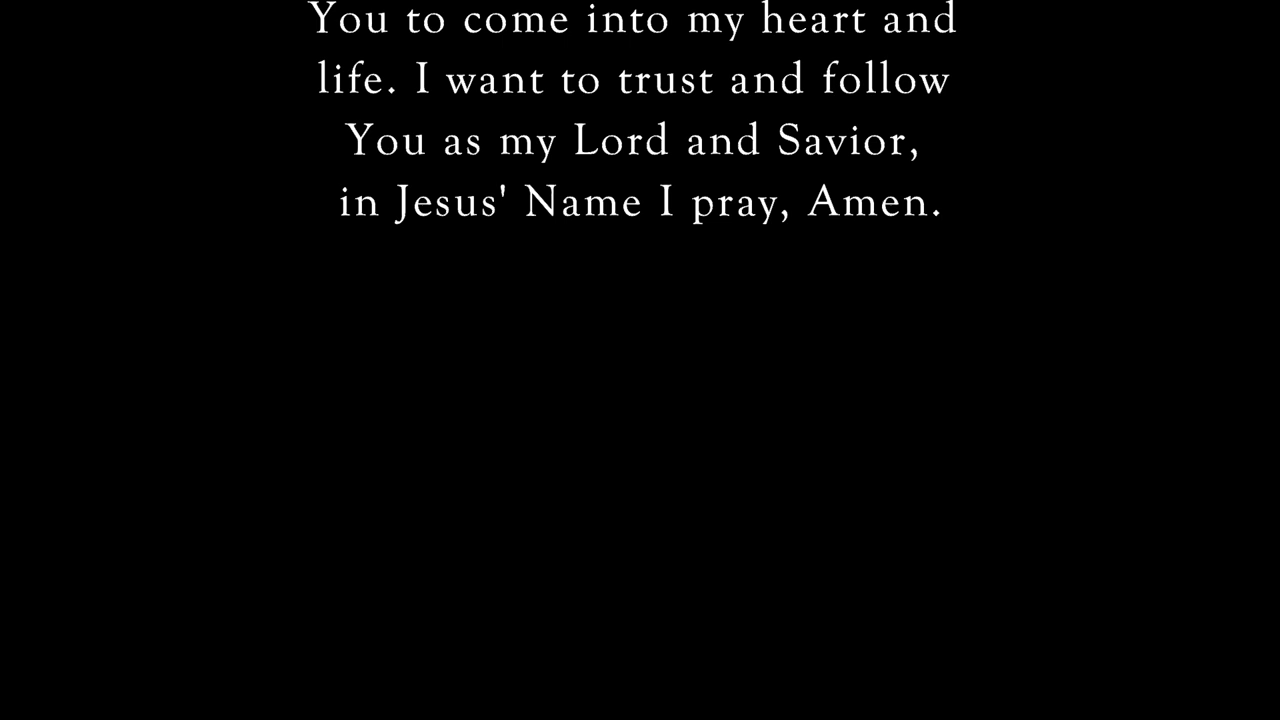 You to come into my heart and
life. I want to trust and follow
You as my Lord and Savior,
in Jesus' Name I pray, Amen.